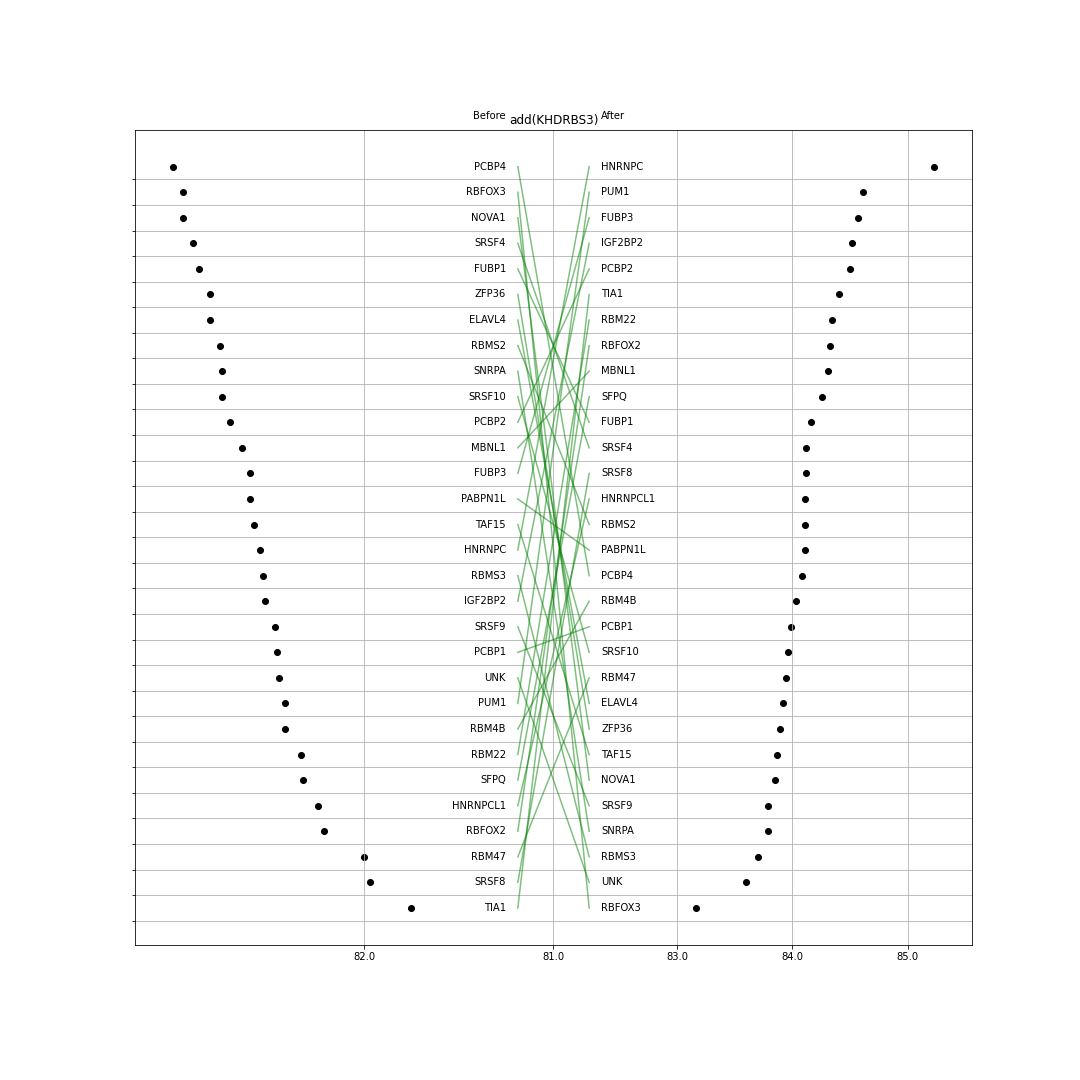 Before add(KHDRBS3) After
PCBP4 HNRNPC
RBFOX3 PUM1
NOVA1 FUBP3
SRSF4 IGF2BP2
FUBP1 PCBP2
ZFP36 TIA1
ELAVL4 RBM22
RBMS2 RBFOX2
SNRPA MBNL1
SRSF10 SFPQ
PCBP2 FUBP1
MBNL1 SRSF4
FUBP3 SRSF8
PABPN1L HNRNPCL1
TAF15 RBMS2
HNRNPC PABPN1L
RBMS3 PCBP4
IGF2BP2 RBM4B
SRSF9 PCBP1
PCBP1 SRSF10
UNK RBM47
PUM1 ELAVL4
RBM4B ZFP36
RBM22 TAF15
SFPQ NOVA1
HNRNPCL1 SRSF9
RBFOX2 SNRPA
RBM47 RBMS3
SRSF8 UNK
TIA1 RBFOX3
82.0 81.0 83.0 84.0 85.0